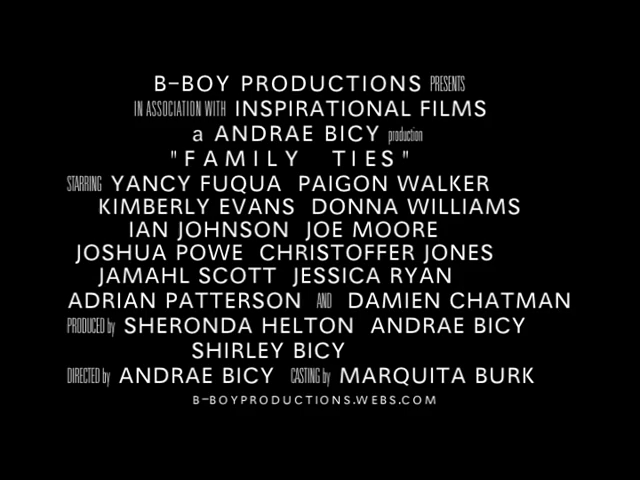 B-BOY PRODUCTIONS PRESENTS
IN ASSOCIATION WITH INSPIRATIONAL FILMS
a ANDRAE BICY production
"FAMILY TIES"
STARRING YANCY FUQUA PAIGON WALKER
KIMBERLY EVANS DONNA WILLIAMS
IAN JOHNSON JOE MOORE
JOSHUA POWE CHRISTOFFER JONES
JAMAHL SCOTT JESSICA RYAN
ADRIAN PATTERSON AND DAMIEN CHATMAN
PRODUCED by SHERONDA HELTON ANDRAE BICY
SHIRLEY BICY
DIRECTED by ANDRAE BICY CASTING by MARQUITA BURK
B-BOYPRODUCTIONS.WEBS.COM